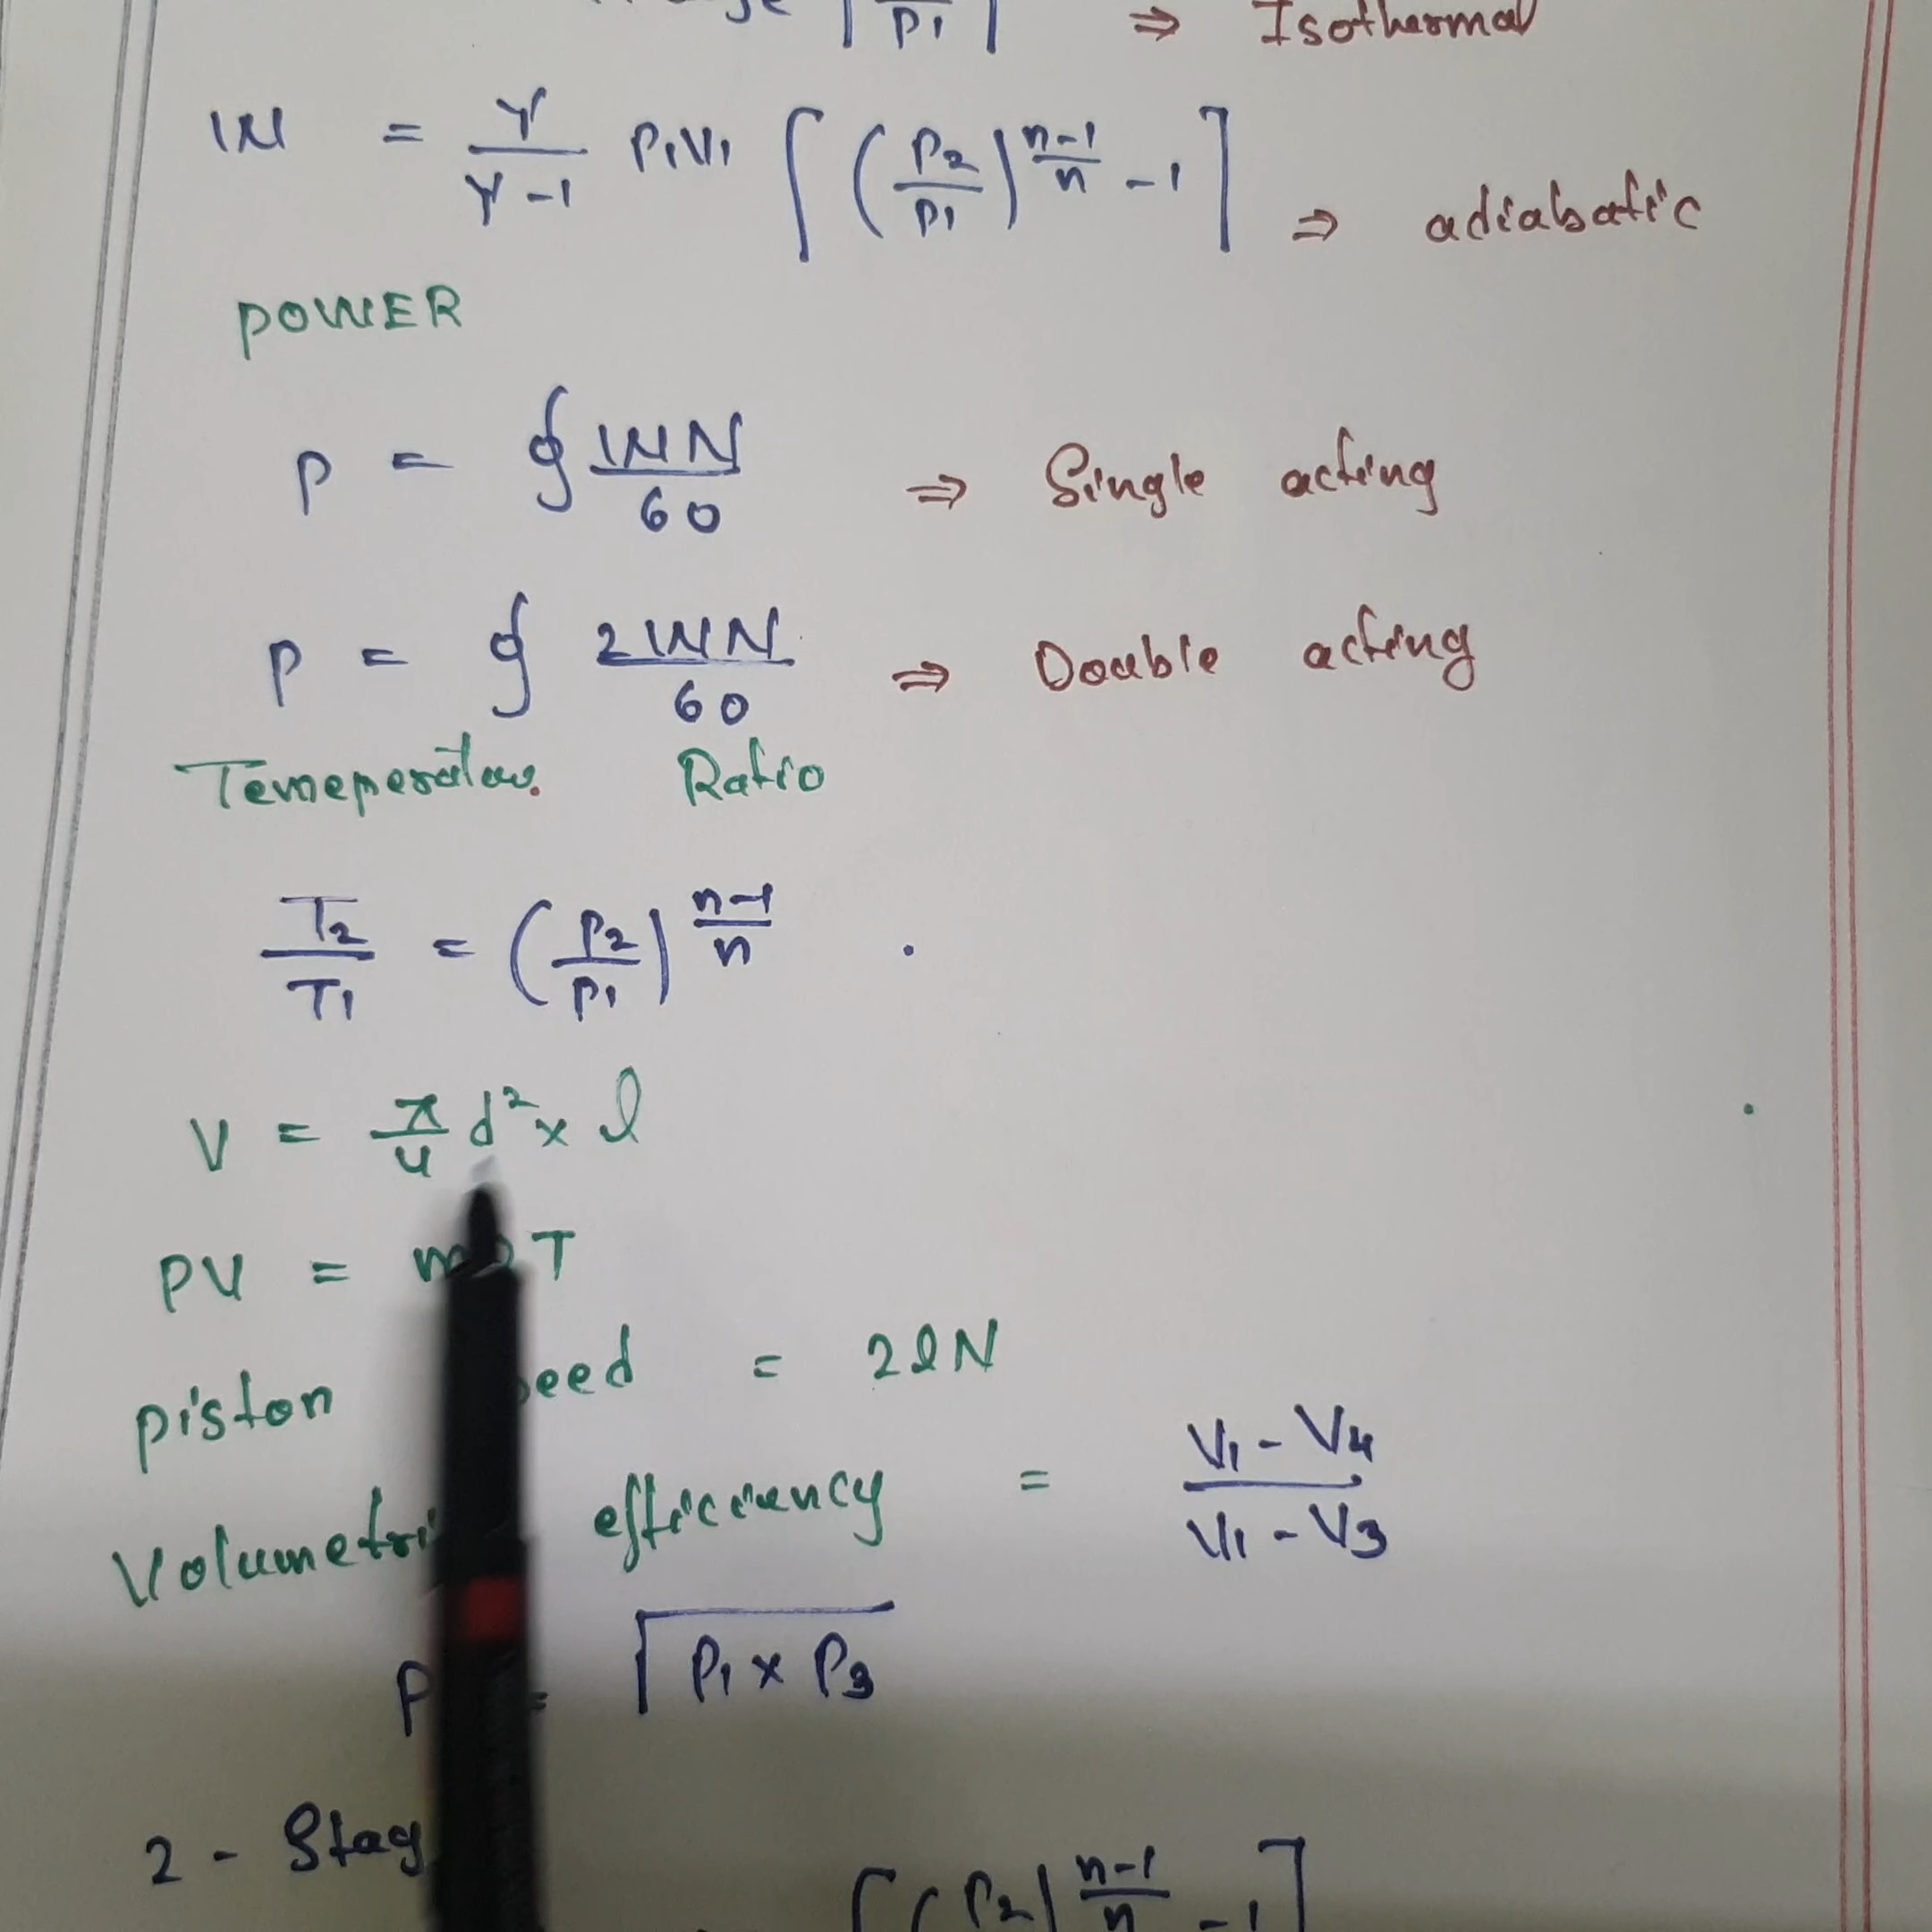 P1 ⇒ Isothermal
W = γ/γ-1 P1V1 [(P2/P1)^n-1/n -1] ⇒ adiabatic
POWER
P = ∮ WN/60 ⇒ Single acting
P = ∮ 2WN/60 ⇒ Double acting
Ratio
T2/T1 = (P2/P1)^n-1/n .
V = π/4 d² x l
PV = m T
piston eed = 2lN
Volumetri efficiency = V1 - V4/V1 - V3
P = √P1 x P3
2 - Stag
[(P2/ )^n-1/n -1]